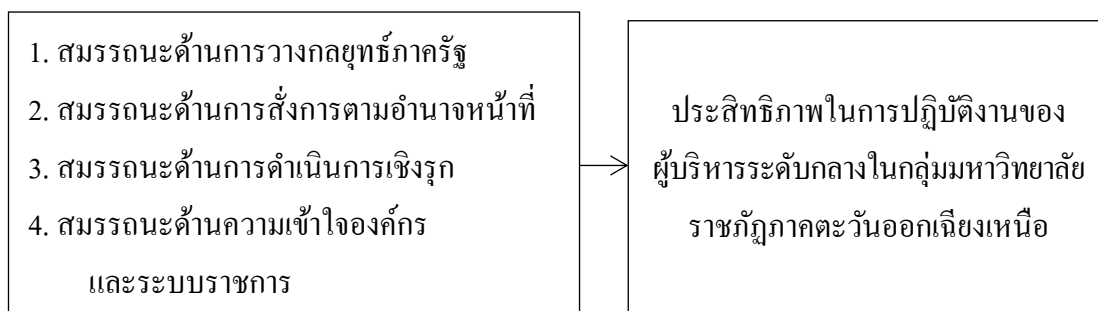 1. สมรรถนะด้านการวางกลยุทธ์ภาครัฐ
2. สมรรถนะด้านการสั่งการตามอำนาจหน้าที่
3. สมรรถนะด้านการดำเนินการเชิงรุก
4. สมรรถนะด้านความเข้าใจองค์กร
และระบบราชการ
ประสิทธิภาพในการปฏิบัติงานของ
ผู้บริหารระดับกลางในกลุ่มมหาวิทยาลัย
ราชภัฏภาคตะวันออกเฉียงเหนือ